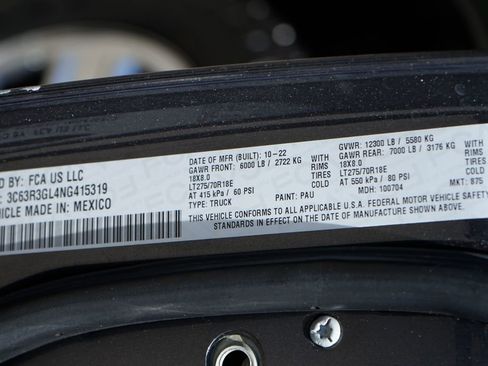 D BY: FCA US LLC
: 3C63R3GL4NG415319
HICLE MADE IN: MEXICO
DATE OF MFR (BUILT): 10-22
GAWR FRONT: 6000 LB / 2722 KG
18X8.0
LT275/70R18E
AT 415 kPa / 60 PSI
TYPE: TRUCK
PAINT: PAU
WITH TIRES RIMS
GVWR: 12300 LB / 5580 KG
GAWR REAR: 7000 LB / 3176 KG
18X8.0
LT275/70R18E
AT 550 kPa / 80 PSI
MDH: 100704
WITH TIRES RIMS
MKT: 875
THIS VEHICLE CONFORMS TO ALL APPLICABLE U.S.A. FEDERAL MOTOR VEHICLE SAFETY
STANDARDS IN EFFECT ON THE DATE OF MANUFACTURE SHOWN ABOVE.